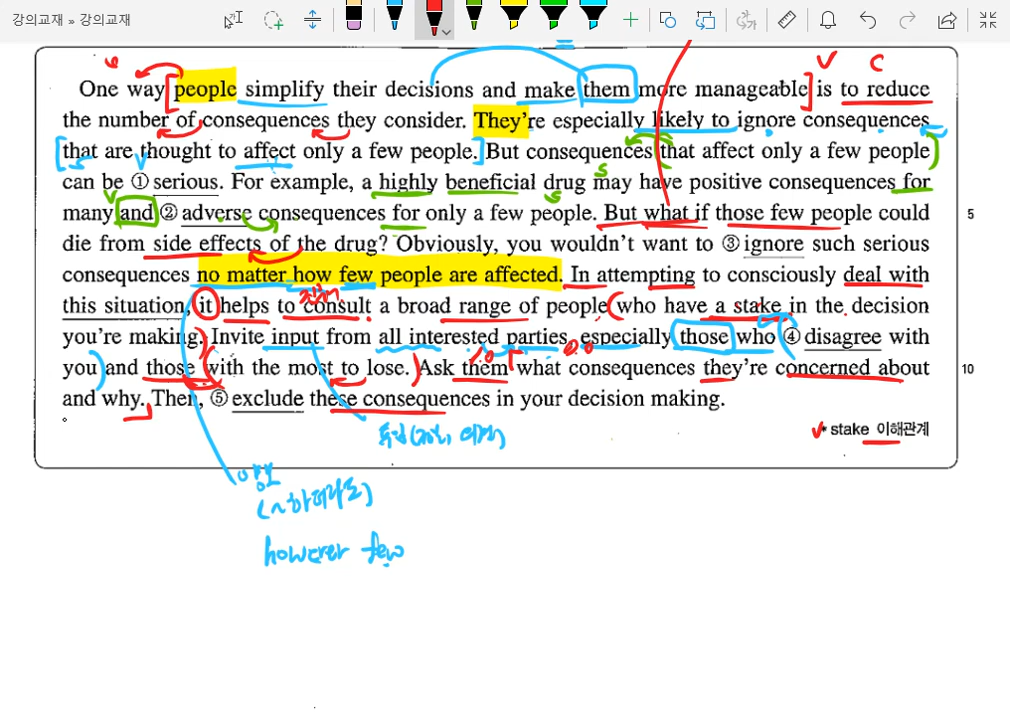 강의교재 » 강의교재
V C
One way people simplify their decisions and make them more manageable is to reduce
the number of consequences they consider. They're especially likely to ignore consequences
that are thought to affect only a few people. But consequences that affect only a few people
S V S
can be ① serious. For example, a highly beneficial drug may have positive consequences for
V S
many and ② adverse consequences for only a few people. But what if those few people could 5
die from side effects of the drug? Obviously, you wouldn't want to ③ ignore such serious
consequences no matter how few people are affected. In attempting to consciously deal with
this situation, it helps to consult a broad range of people who have a stake in the decision
you're making. Invite input from all interested parties, especially those who ④ disagree with
I.O D.O
you and those with the most to lose. Ask them what consequences they're concerned about 10
and why. Then, ⑤ exclude these consequences in your decision making.
* stake 이해관계
양보
(~하더라도)
however few